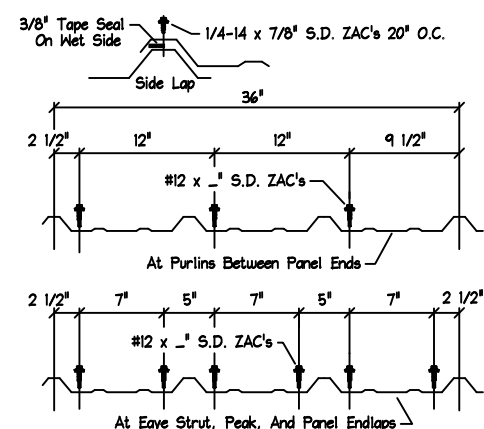 3/8" Tape Seal
On Wet Side
1/4-14 x 7/8" S.D. ZAC's 20" O.C.
Side Lap
36"
2 1/2" 12" 12" 9 1/2"
#12 x _" S.D. ZAC's
At Purlins Between Panel Ends
2 1/2" 7" 5" 7" 5" 7" 2 1/2"
#12 x _" S.D. ZAC's
At Eave Strut, Peak, And Panel Endlaps